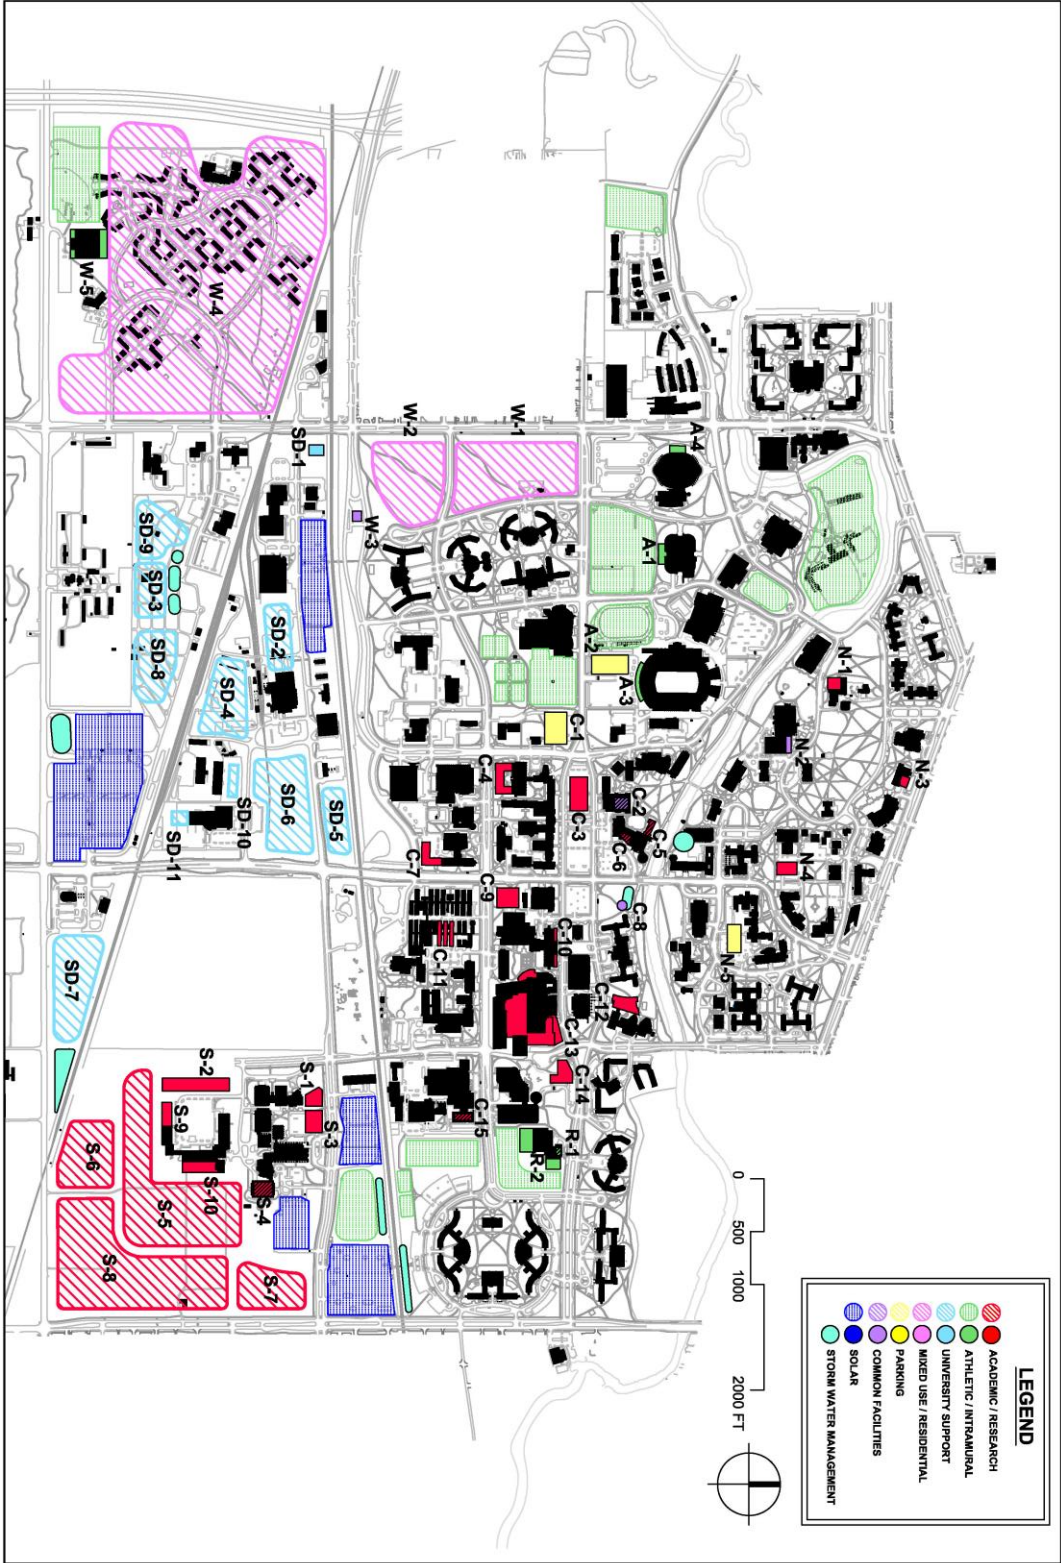 LEGEND
ACADEMIC / RESEARCH
ATHLETIC / INTRAMURAL
UNIVERSITY SUPPORT
MIXED USE / RESIDENTIAL
PARKING
COMMON FACILITIES
SOLAR
STORM WATER MANAGEMENT
0 500 1000 2000 FT
N-3
N-1
N-4
N-2
N-5
A-4
C-5
A-1
C-8
C-2
A-3
C-6
C-12
A-2
C-14
C-1
C-3
R-1
C-13
C-10
R-2
W-1
C-4
C-9
C-15
C-11
C-7
W-2
W-3
SD-5
S-3
S-1
SD-1
SD-2
SD-6
S-4
S-7
SD-10
SD-4
W-4
S-10
S-2
S-9
SD-11
S-5
SD-3
SD-8
SD-9
S-8
S-6
W-5
SD-7